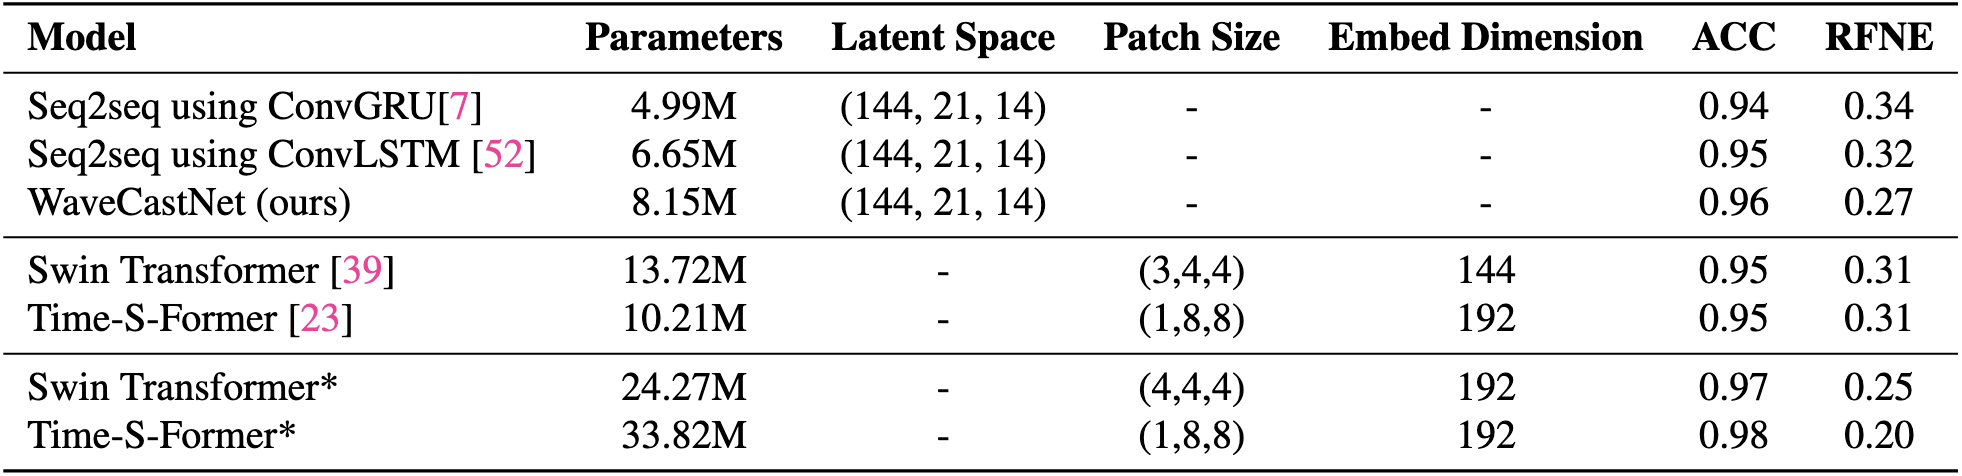 Model Parameters Latent Space Patch Size Embed Dimension ACC RFNE
Seq2seq using ConvGRU[7] 4.99M (144, 21, 14) - - 0.94 0.34
Seq2seq using ConvLSTM [52] 6.65M (144, 21, 14) - - 0.95 0.32
WaveCastNet (ours) 8.15M (144, 21, 14) - - 0.96 0.27
Swin Transformer [39] 13.72M - (3,4,4) 144 0.95 0.31
Time-S-Former [23] 10.21M - (1,8,8) 192 0.95 0.31
Swin Transformer* 24.27M - (4,4,4) 192 0.97 0.25
Time-S-Former* 33.82M - (1,8,8) 192 0.98 0.20